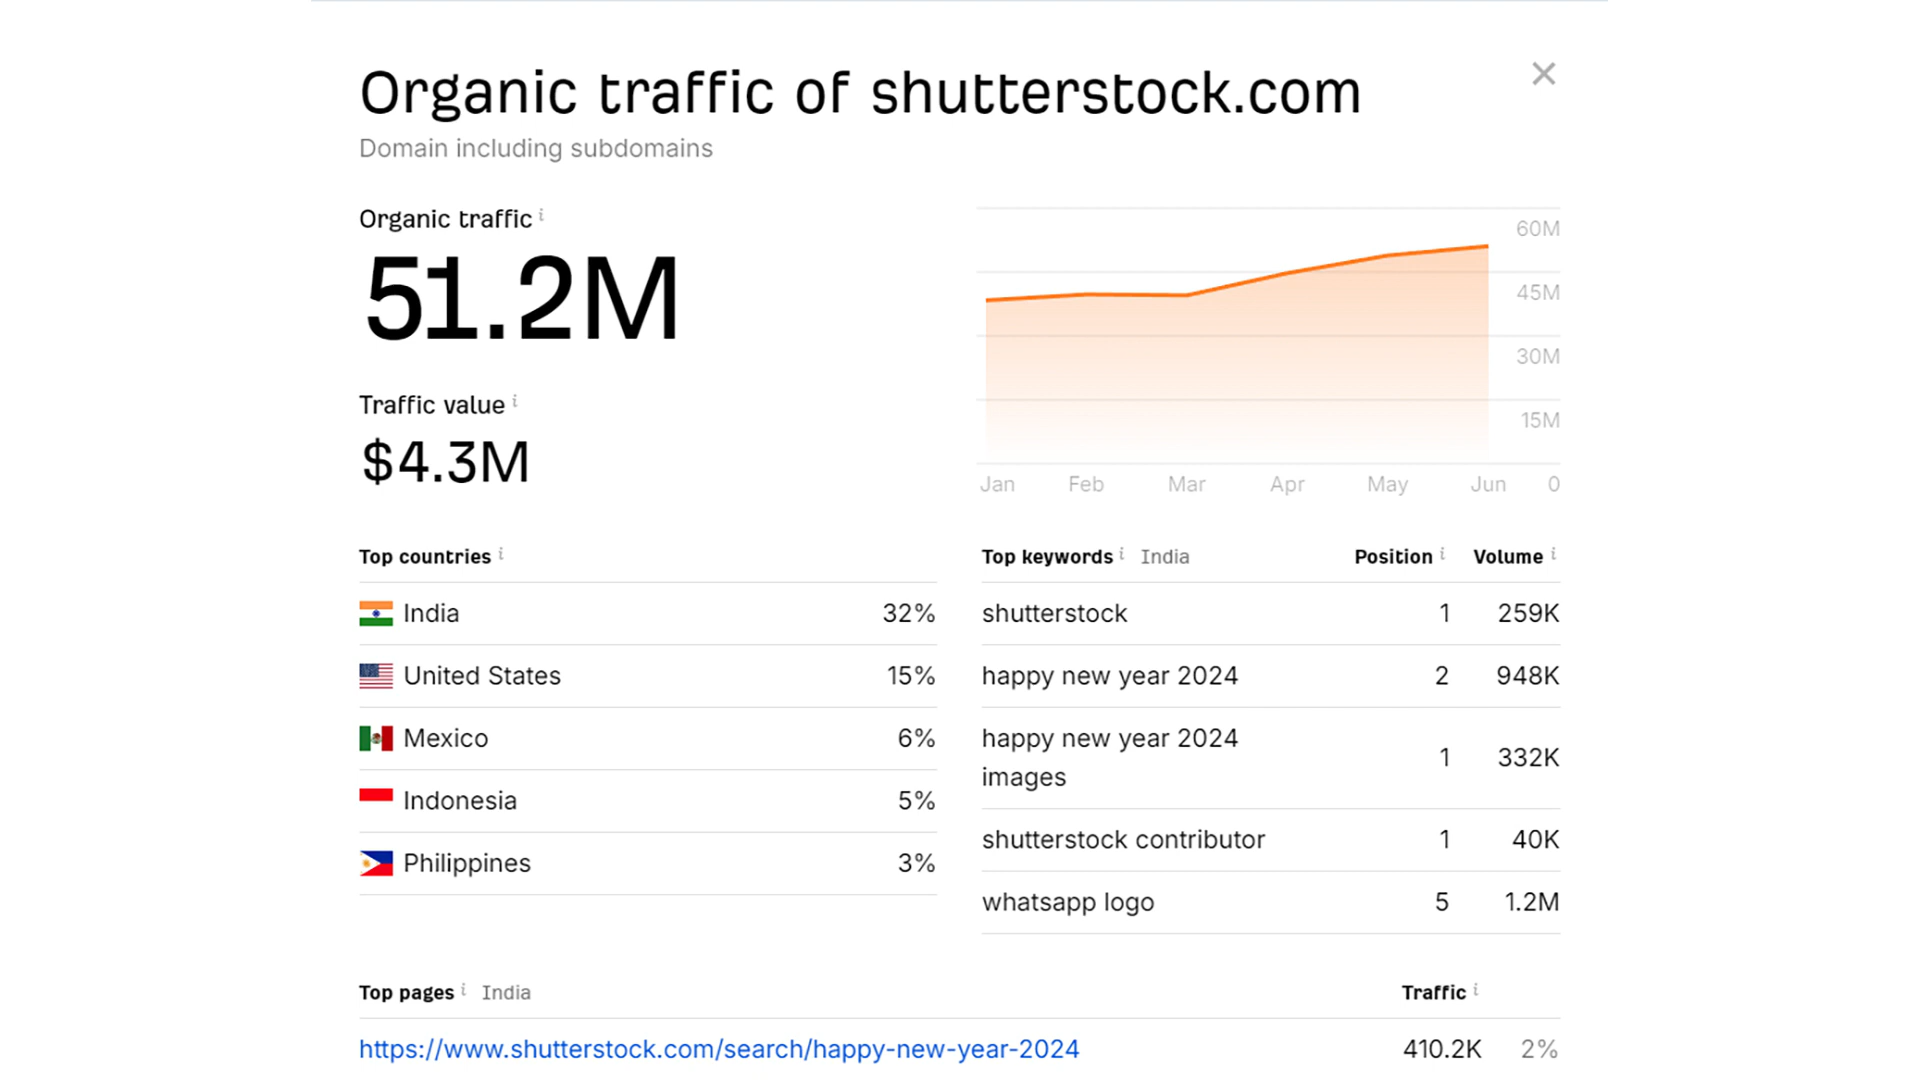 Organic traffic of shutterstock.com
Domain including subdomains
Organic traffic i
51.2M
Traffic value i
$4.3M
60M
45M
30M
15M
Jan Feb Mar Apr May Jun 0
Top countries i
India 32%
United States 15%
Mexico 6%
Indonesia 5%
Philippines 3%
Top keywords i India Position i Volume i
shutterstock 1 259K
happy new year 2024 2 948K
happy new year 2024
images 1 332K
shutterstock contributor 1 40K
whatsapp logo 5 1.2M
Top pages i India Traffic i
https://www.shutterstock.com/search/happy-new-year-2024 410.2K 2%